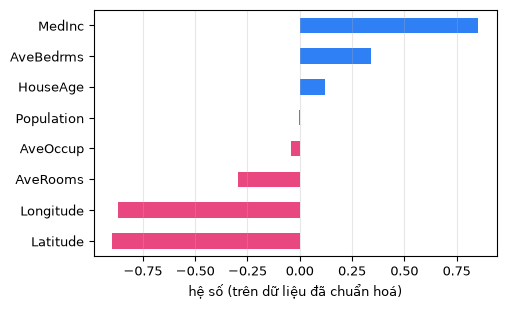 MedInc
AveBedrms
HouseAge
Population
AveOccup
AveRooms
Longitude
Latitude
−0.75 −0.50 −0.25 0.00 0.25 0.50 0.75
hệ số (trên dữ liệu đã chuẩn hoá)